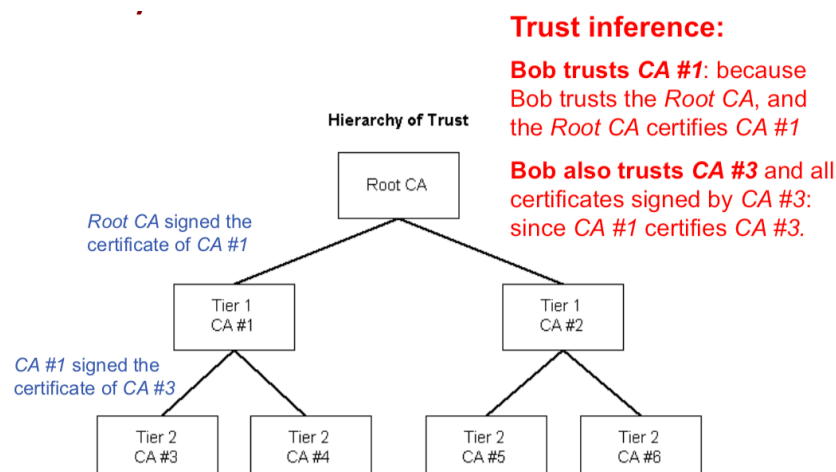 Trust inference:
Bob trusts CA #1: because
Bob trusts the Root CA, and
the Root CA certifies CA #1
Bob also trusts CA #3 and all
certificates signed by CA #3:
since CA #1 certifies CA #3.
Hierarchy of Trust
Root CA
Root CA signed the
certificate of CA #1
Tier 1
CA #1
Tier 1
CA #2
CA #1 signed the
certificate of CA #3
Tier 2
CA #3
Tier 2
CA #4
Tier 2
CA #5
Tier 2
CA #6